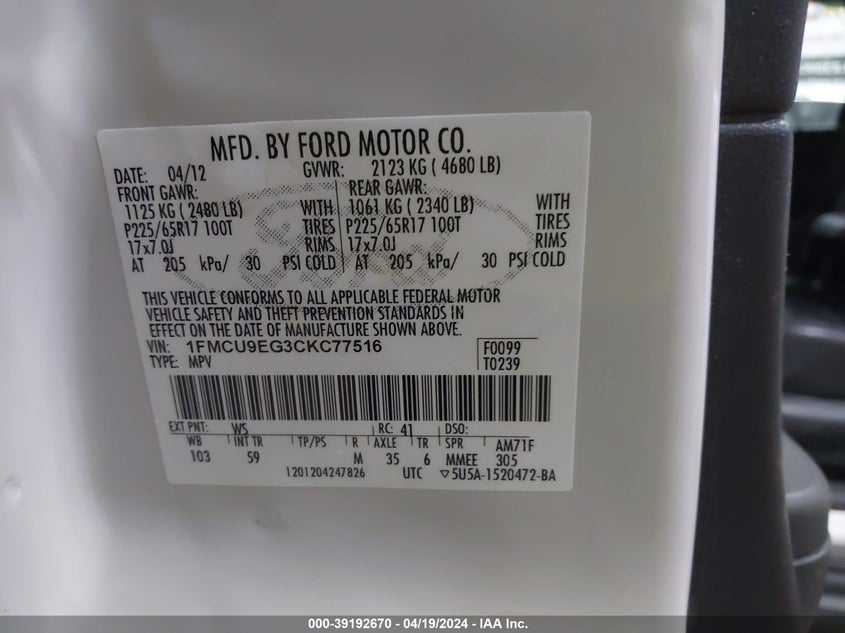 MFD. BY FORD MOTOR CO.
DATE: 04/12 GVWR: 2123 KG ( 4680 LB)
FRONT GAWR: REAR GAWR:
1125 KG ( 2480 LB) WITH 1061 KG ( 2340 LB) WITH
P225/65R17 100T TIRES P225/65R17 100T TIRES
17x7.0J RIMS 17x7.0J RIMS
AT 205 kPa/ 30 PSI COLD AT 205 kPa/ 30 PSI COLD
THIS VEHICLE CONFORMS TO ALL APPLICABLE FEDERAL MOTOR
VEHICLE SAFETY AND THEFT PREVENTION STANDARDS IN
EFFECT ON THE DATE OF MANUFACTURE SHOWN ABOVE.
VIN: 1FMCU9EG3CKC77516 F0099
TYPE: MPV T0239
EXT PNT: WS RC: 41 DSO:
WB INT TR TP/PS R AXLE TR SPR AM71F
103 59 M 35 6 MMEE 305
1201204247826 UTC ▽5U5A-1520472-BA
000-39192670 - 04/19/2024 - IAA Inc.